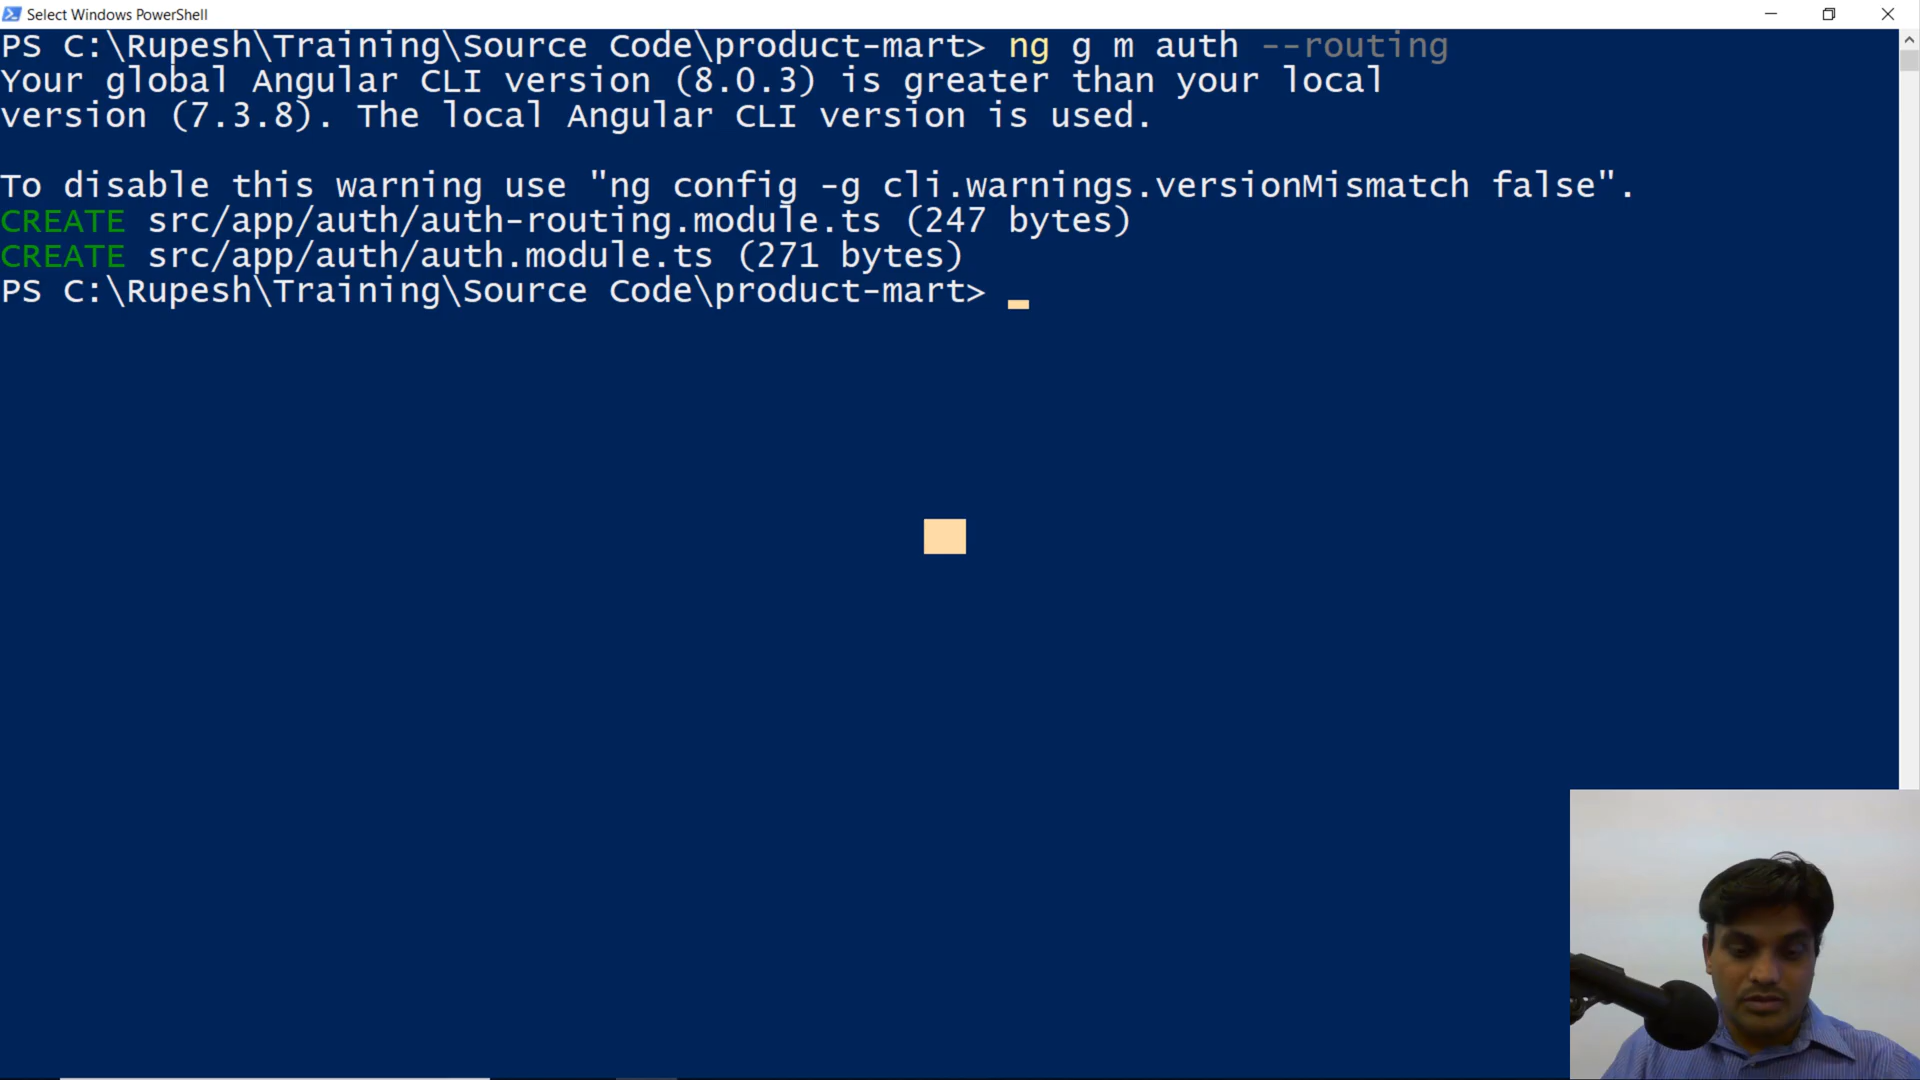 Select Windows PowerShell
PS C:\Rupesh\Training\Source Code\product-mart> ng g m auth --routing
Your global Angular CLI version (8.0.3) is greater than your local
version (7.3.8). The local Angular CLI version is used.
To disable this warning use "ng config -g cli.warnings.versionMismatch false".
CREATE src/app/auth/auth-routing.module.ts (247 bytes)
CREATE src/app/auth/auth.module.ts (271 bytes)
PS C:\Rupesh\Training\Source Code\product-mart>